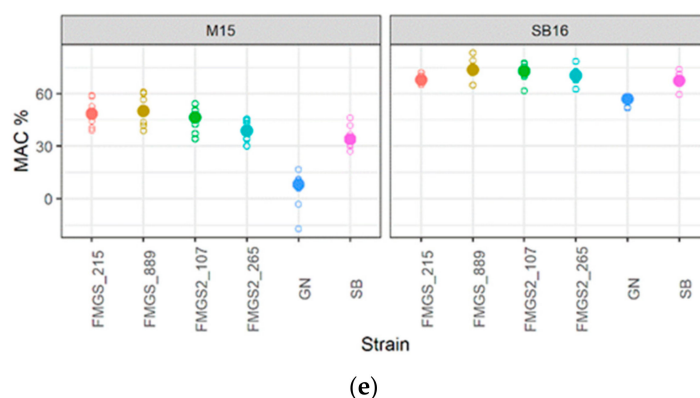 M15 SB16
MAC %
60
30
0
FMGS_215 FMGS_889 FMGS2_107 FMGS2_265 GN SB FMGS_215 FMGS_889 FMGS2_107 FMGS2_265 GN SB
Strain
(e)